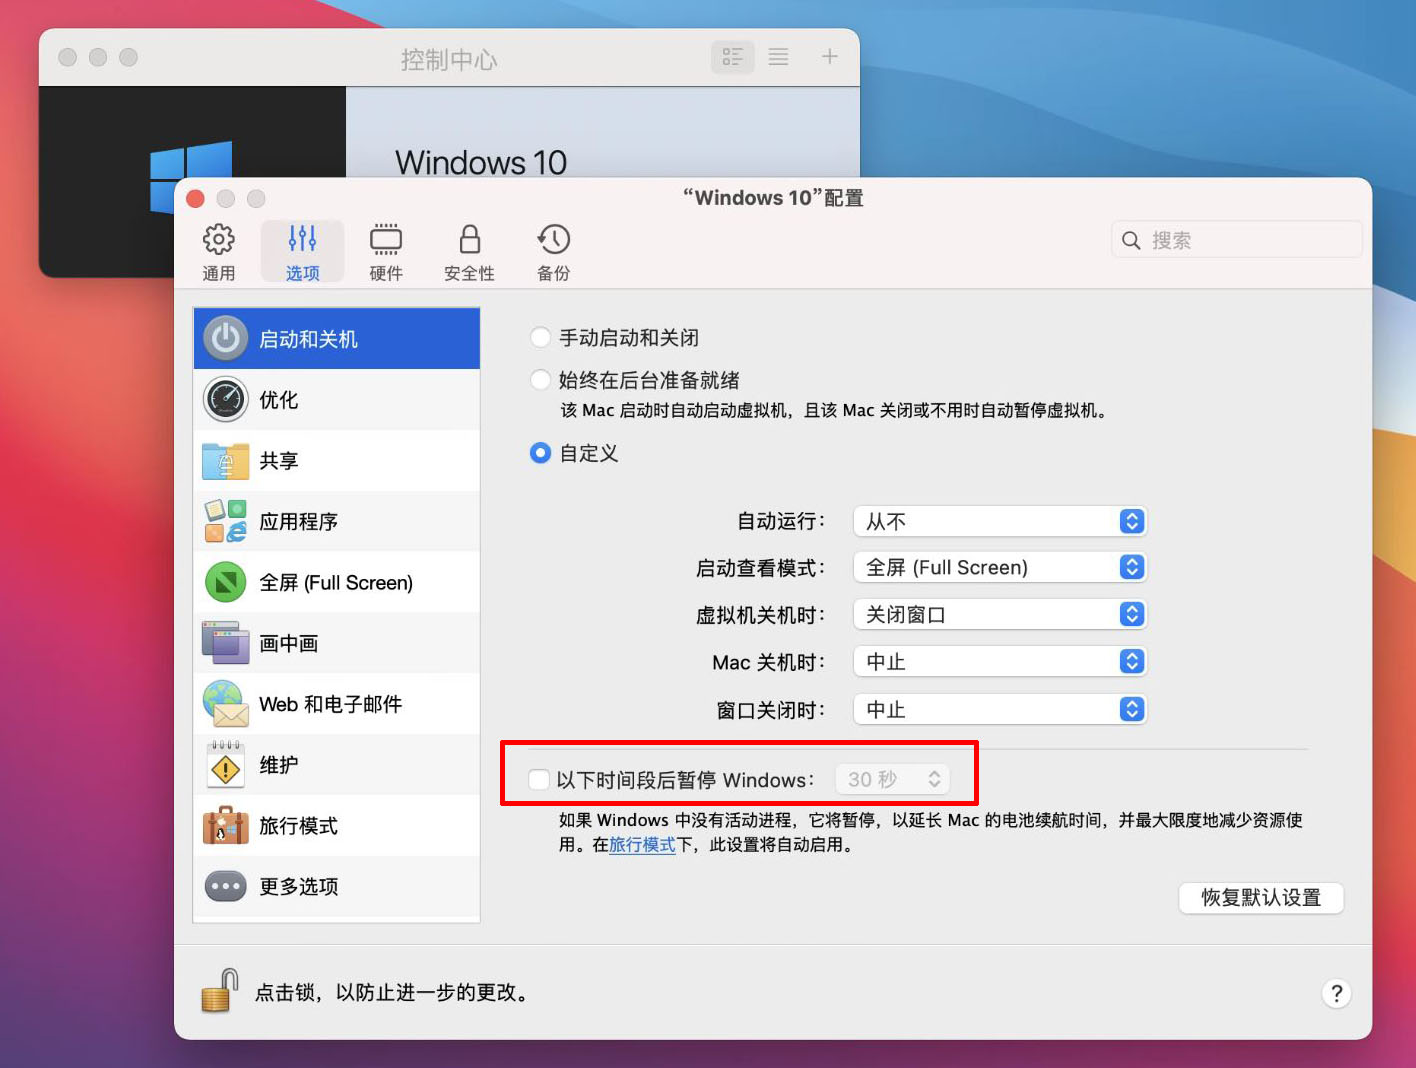 控制中心
Windows 10
“Windows 10”配置
通用
选项
硬件
安全性
备份
搜索
启动和关机
优化
共享
应用程序
全屏 (Full Screen)
画中画
Web 和电子邮件
维护
旅行模式
更多选项
手动启动和关闭
始终在后台准备就绪
该 Mac 启动时自动启动虚拟机，且该 Mac 关闭或不用时自动暂停虚拟机。
自定义
自动运行： 从不
启动查看模式： 全屏 (Full Screen)
虚拟机关机时： 关闭窗口
Mac 关机时： 中止
窗口关闭时： 中止
以下时间段后暂停 Windows： 30 秒
如果 Windows 中没有活动进程，它将暂停，以延长 Mac 的电池续航时间，并最大限度地减少资源使
用。在旅行模式下，此设置将自动启用。
恢复默认设置
点击锁，以防止进一步的更改。
?